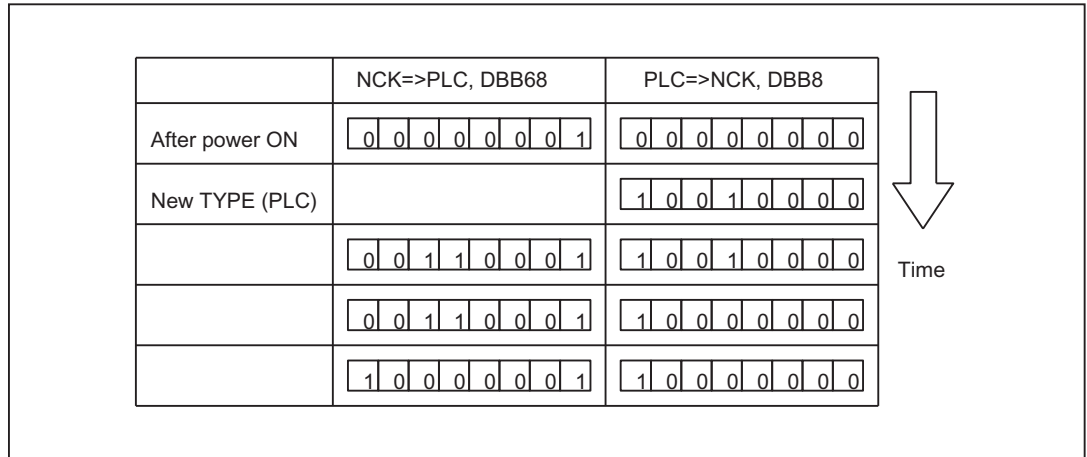 NCK=>PLC, DBB68 PLC=>NCK, DBB8
After power ON 0 0 0 0 0 0 0 1 0 0 0 0 0 0 0 0
New TYPE (PLC) 1 0 0 1 0 0 0 0
0 0 1 1 0 0 0 1 1 0 0 1 0 0 0 0
Time
0 0 1 1 0 0 0 1 1 0 0 0 0 0 0 0
1 0 0 0 0 0 0 1 1 0 0 0 0 0 0 0